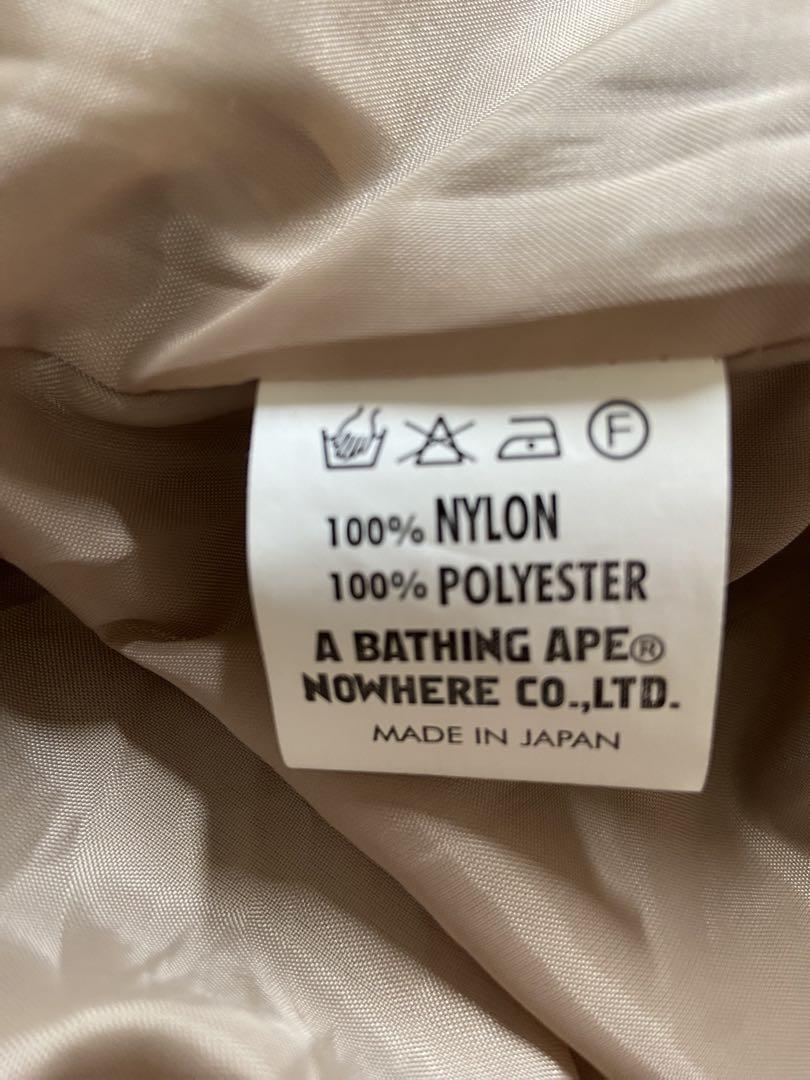 F
100% NYLON
100% POLYESTER
A BATHING APE®
NOWHERE CO.,LTD.
MADE IN JAPAN